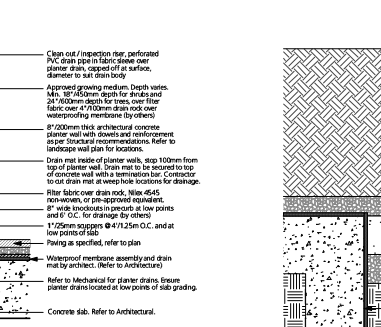 Clean out / inspection riser, perforated
PVC drain pipe in fabric sleeve over
planter drain, capped off at surface,
diameter to suit drain body
Approved growing medium. Depth varies.
Min. 18"/450mm depth for shrubs and
24"/600mm depth for trees, over filter
fabric over 4"/100mm drain rock over
waterproofing membrane (by others)
8"/200mm thick architectural concrete
planter wall with dowels and reinforcement
as per Structural recommendations. Refer to
landscape wall plan for locations.
Drain mat inside of planter walls, stop 100mm from
top of planter wall. Drain mat to be secured to top
of concrete wall with a termination bar. Contractor
to cut drain mat at weep hole locations for drainage.
Filter fabric over drain rock, Nilex 4545
non-woven, or pre-approved equivalent.
8" wide knockouts in precurb at low points
and 6' O.C. for drainage (by others)
1"/25mm scuppers @ 4'/1.25m O.C. and at
low points of slab
Paving as specified, refer to plan
Waterproof membrane assembly and drain
mat by architect. (Refer to Architecture)
Refer to Mechanical for planter drains. Ensure
planter drains located at low points of slab grading.
Concrete slab. Refer to Architectural.